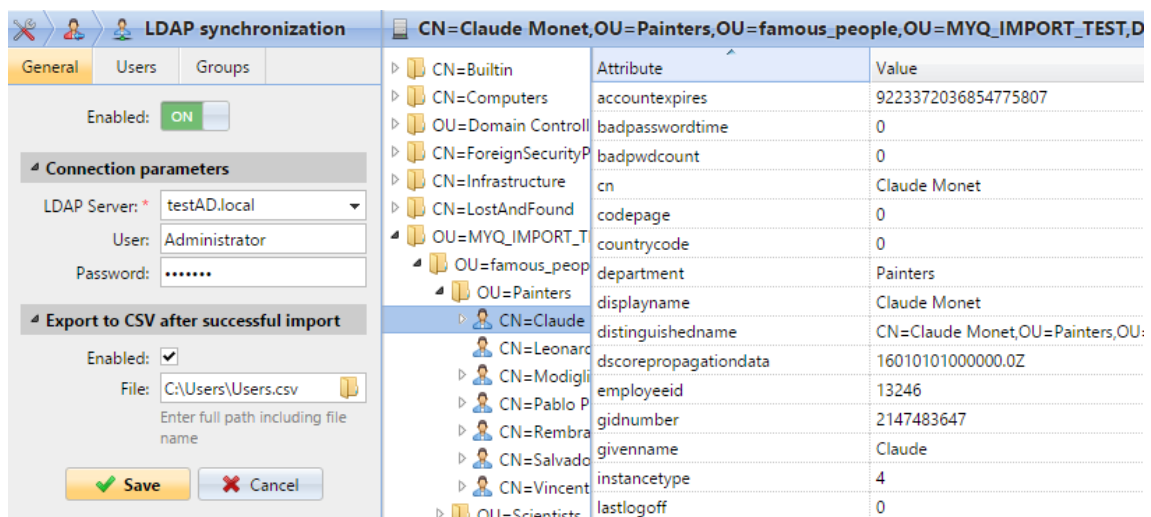 LDAP synchronization
General Users Groups
Enabled: ON
Connection parameters
LDAP Server: * testAD.local
User: Administrator
Password: •••••••
Export to CSV after successful import
Enabled:
File: C:\Users\Users.csv
Enter full path including file
name
Save Cancel
CN=Claude Monet,OU=Painters,OU=famous_people,OU=MYQ_IMPORT_TEST,D
CN=Builtin
CN=Computers
OU=Domain Controll
CN=ForeignSecurityP
CN=Infrastructure
CN=LostAndFound
OU=MYQ_IMPORT_T
OU=famous_peop
OU=Painters
CN=Claude
CN=Leonard
CN=Modigli
CN=Pablo P
CN=Rembra
CN=Salvado
CN=Vincent
OU=Scientists
Attribute Value
accountexpires 9223372036854775807
badpasswordtime 0
badpwdcount 0
cn Claude Monet
codepage 0
countrycode 0
department Painters
displayname Claude Monet
distinguishedname CN=Claude Monet,OU=Painters,OU=
dscorepropagationdata 16010101000000.0Z
employeeid 13246
gidnumber 2147483647
givenname Claude
instancetype 4
lastlogoff 0